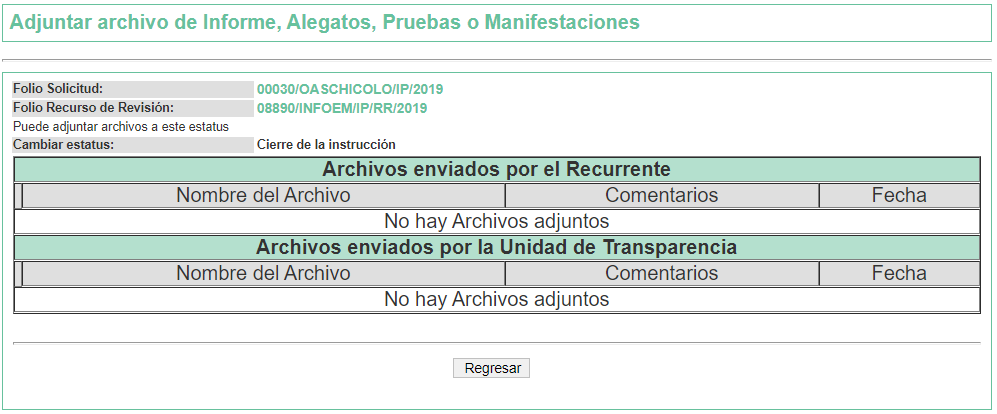 Adjuntar archivo de Informe, Alegatos, Pruebas o Manifestaciones
Folio Solicitud: 00030/OASCHICOLO/IP/2019
Folio Recurso de Revisión: 08890/INFOEM/IP/RR/2019
Puede adjuntar archivos a este estatus
Cambiar estatus: Cierre de la instrucción
Archivos enviados por el Recurrente
Nombre del Archivo Comentarios Fecha
No hay Archivos adjuntos
Archivos enviados por la Unidad de Transparencia
Nombre del Archivo Comentarios Fecha
No hay Archivos adjuntos
Regresar